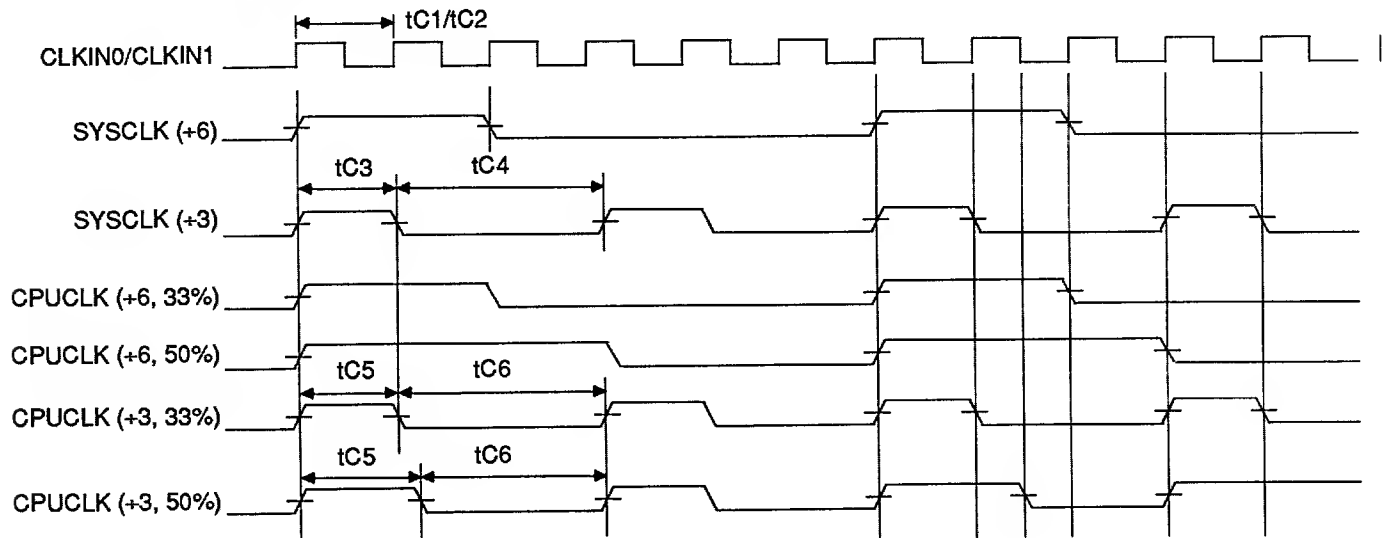 tC1/tC2
CLKIN0/CLKIN1
SYSCLK (÷6)
tC3 tC4
SYSCLK (÷3)
CPUCLK (÷6, 33%)
CPUCLK (÷6, 50%)
tC5 tC6
CPUCLK (÷3, 33%)
tC5 tC6
CPUCLK (÷3, 50%)